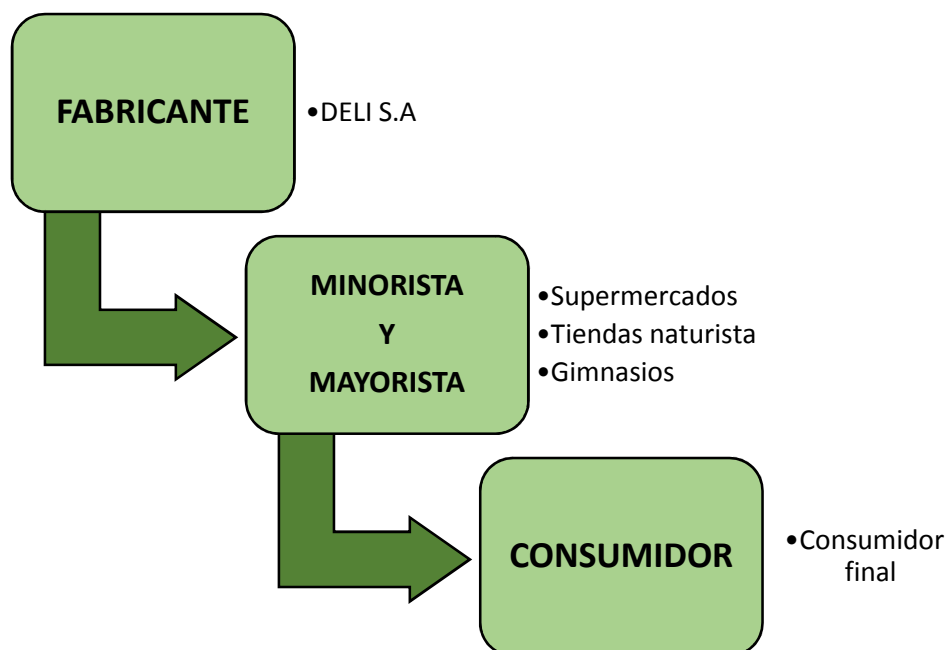 FABRICANTE
•DELI S.A
MINORISTA
Y
MAYORISTA
•Supermercados
•Tiendas naturista
•Gimnasios
CONSUMIDOR
•Consumidor
final